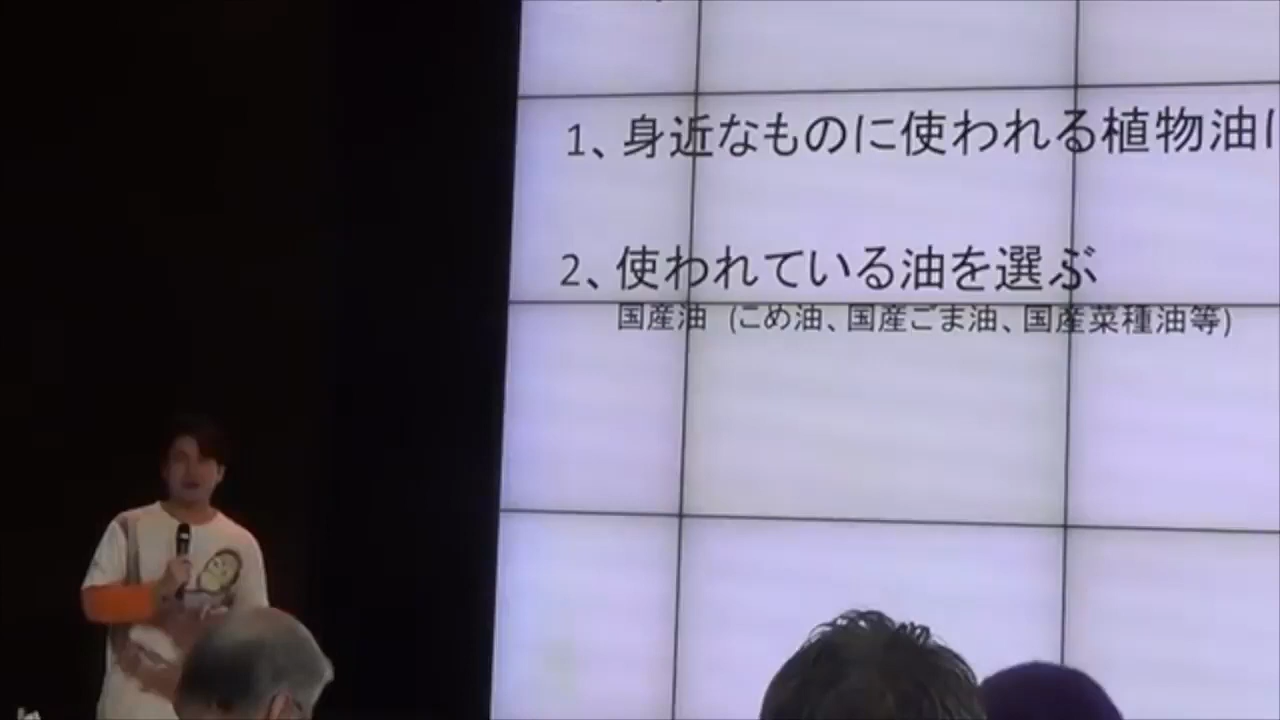 1、身近なものに使われる植物油に
2、使われている油を選ぶ
国産油 (こめ油、国産ごま油、国産菜種油等)